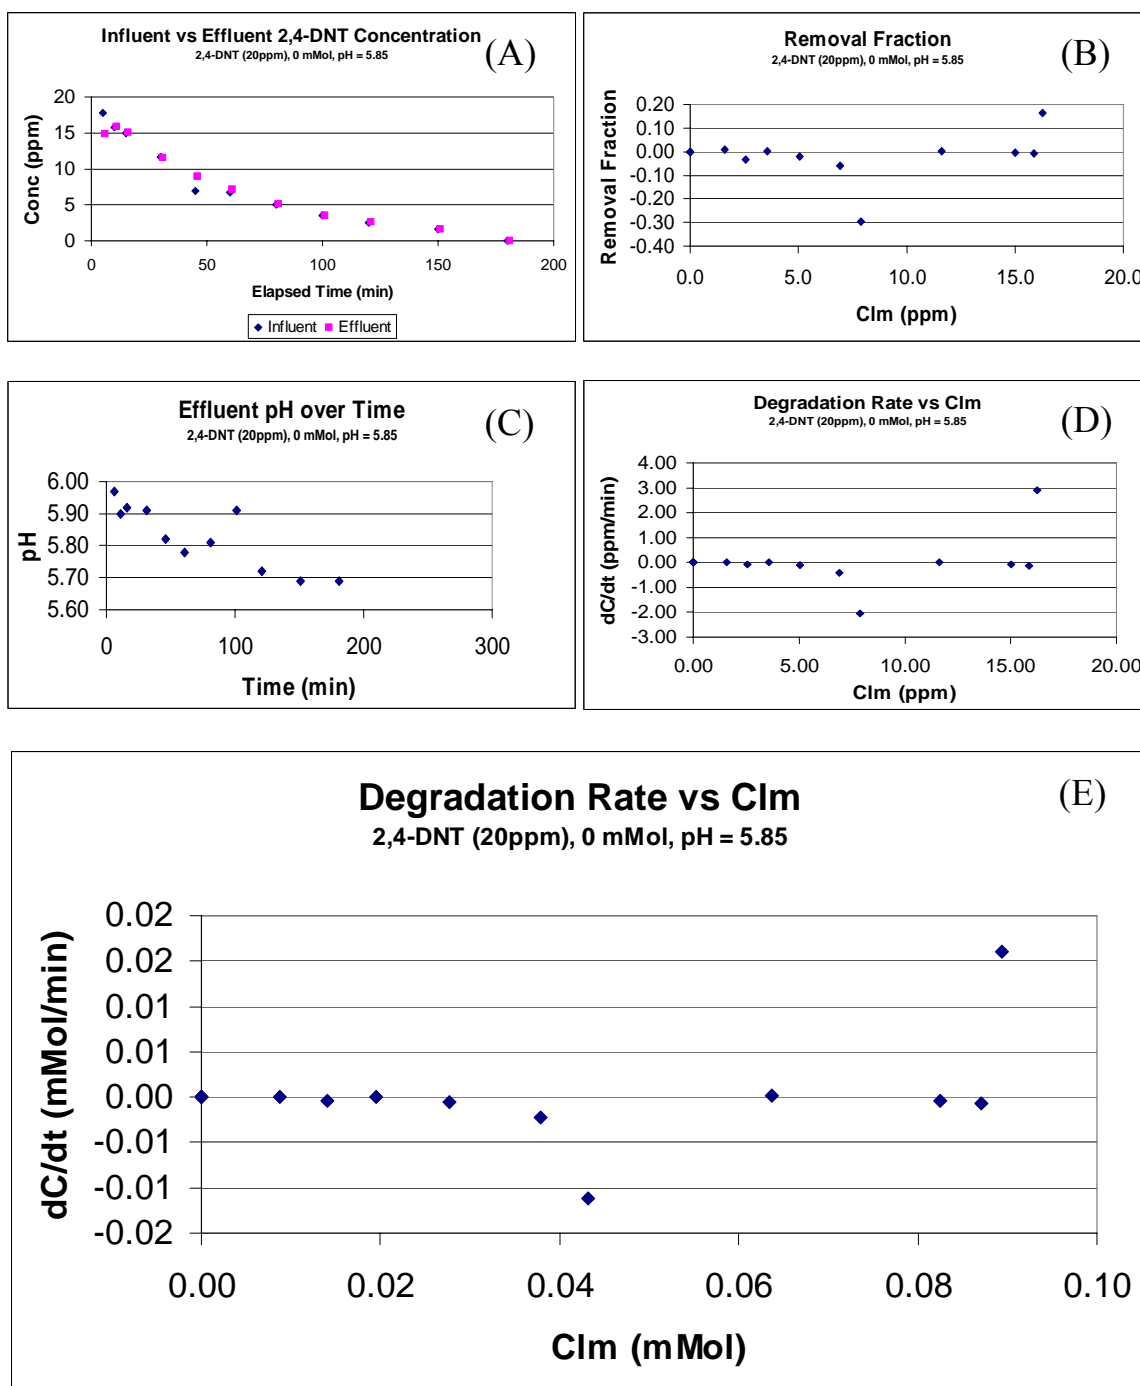 Influent vs Effluent 2,4-DNT Concentration
2,4-DNT (20ppm), 0 mMol, pH = 5.85
(A)
Conc (ppm)
20
15
10
5
0
0 50 100 150 200
Elapsed Time (min)
Influent Effluent
Removal Fraction
2,4-DNT (20ppm), 0 mMol, pH = 5.85
(B)
Removal Fraction
0.20
0.10
0.00
-0.10
-0.20
-0.30
-0.40
0.0 5.0 10.0 15.0 20.0
Clm (ppm)
Effluent pH over Time
2,4-DNT (20ppm), 0 mMol, pH = 5.85
(C)
pH
6.00
5.90
5.80
5.70
5.60
0 100 200 300
Time (min)
Degradation Rate vs Clm
2,4-DNT (20ppm), 0 mMol, pH = 5.85
(D)
dC/dt (ppm/min)
4.00
3.00
2.00
1.00
0.00
-1.00
-2.00
-3.00
0.00 5.00 10.00 15.00 20.00
Clm (ppm)
Degradation Rate vs Clm
2,4-DNT (20ppm), 0 mMol, pH = 5.85
(E)
dC/dt (mMol/min)
0.02
0.02
0.01
0.01
0.00
-0.01
-0.01
-0.02
0.00 0.02 0.04 0.06 0.08 0.10
Clm (mMol)